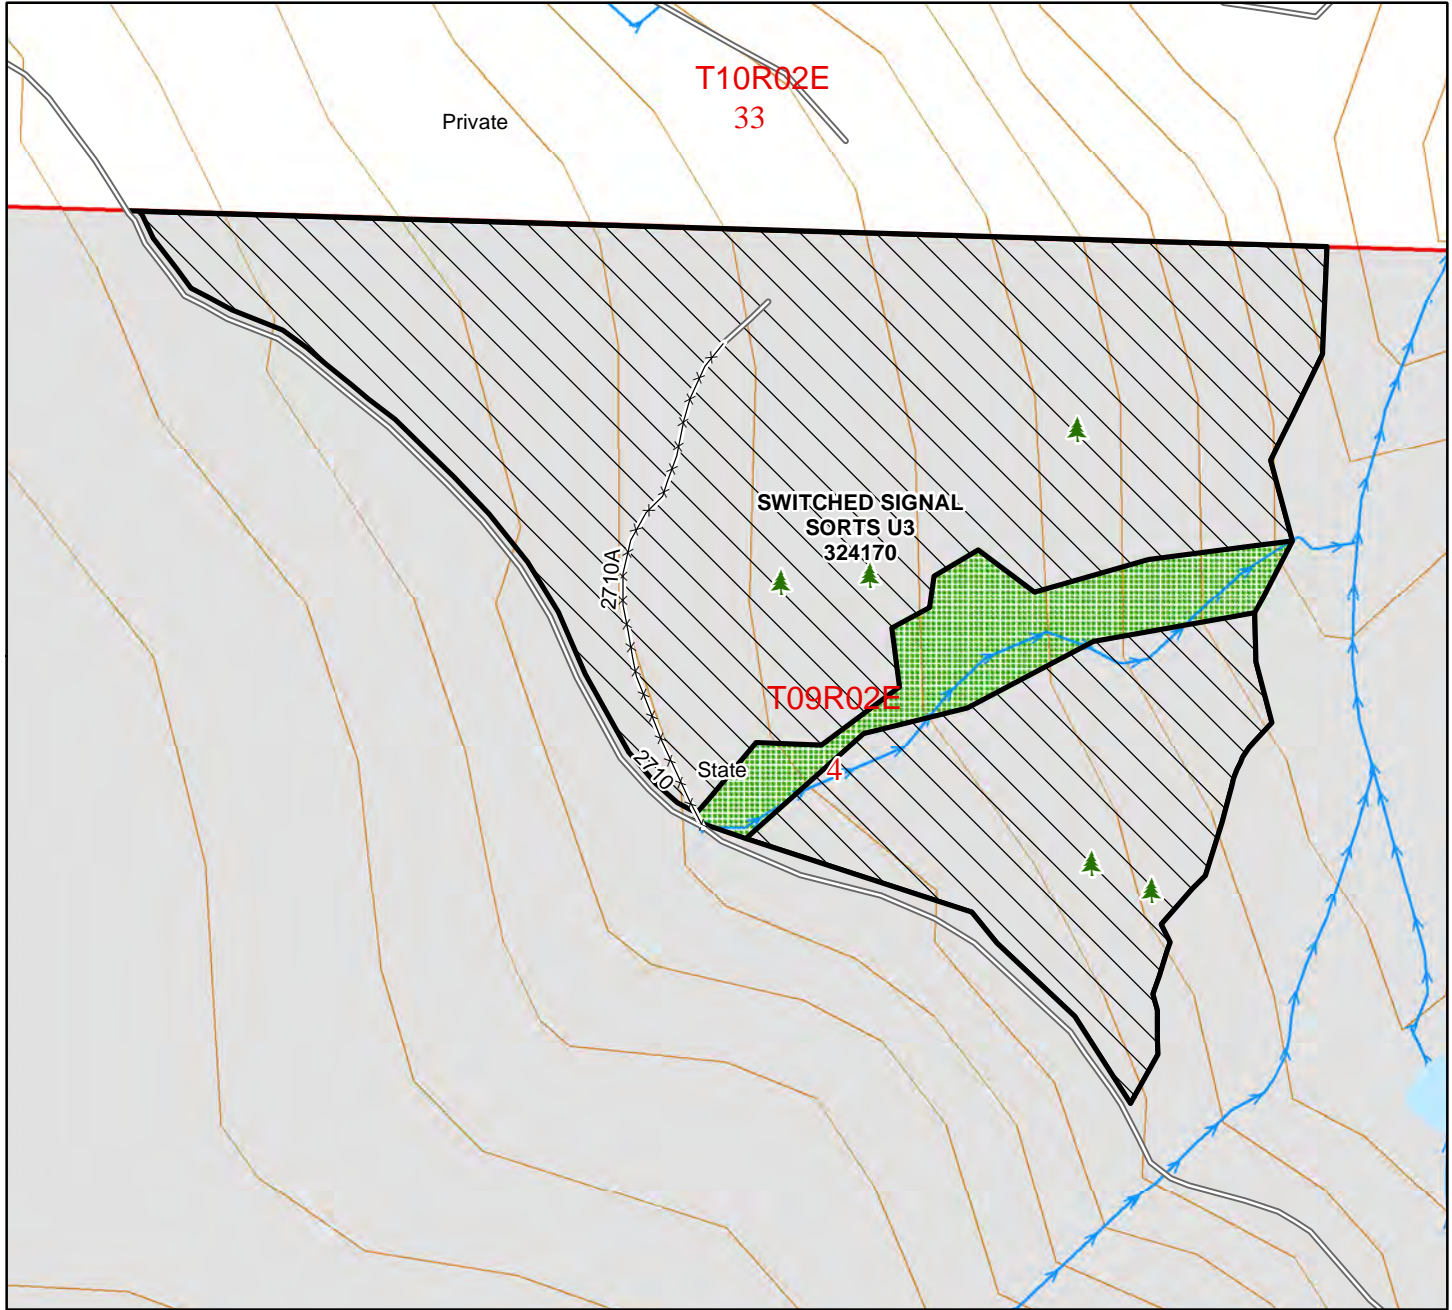 T10R02E
33
Private
SWITCHED SIGNAL
SORTS U3
324170
2710A
T09R02E
4
State
2710